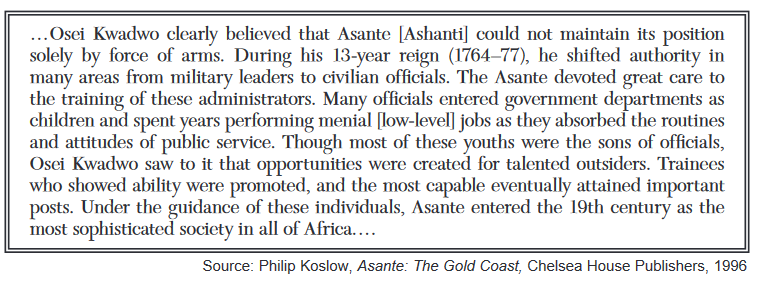 …Osei Kwadwo clearly believed that Asante [Ashanti] could not maintain its position
solely by force of arms. During his 13-year reign (1764–77), he shifted authority in
many areas from military leaders to civilian officials. The Asante devoted great care to
the training of these administrators. Many officials entered government departments as
children and spent years performing menial [low-level] jobs as they absorbed the routines
and attitudes of public service. Though most of these youths were the sons of officials,
Osei Kwadwo saw to it that opportunities were created for talented outsiders. Trainees
who showed ability were promoted, and the most capable eventually attained important
posts. Under the guidance of these individuals, Asante entered the 19th century as the
most sophisticated society in all of Africa.…
Source: Philip Koslow, Asante: The Gold Coast, Chelsea House Publishers, 1996